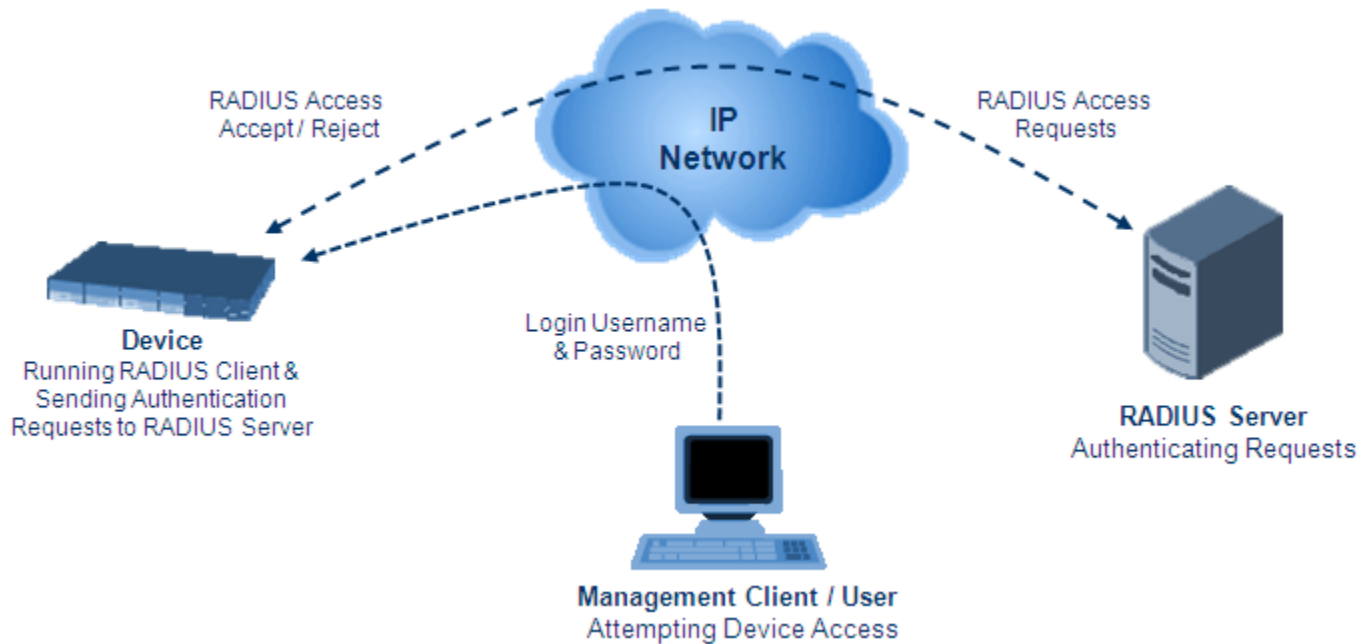 RADIUS Access
Accept / Reject
IP
Network
RADIUS Access
Requests
Login Username
& Password
Device
Running RADIUS Client &
Sending Authentication
Requests to RADIUS Server
RADIUS Server
Authenticating Requests
Management Client / User
Attempting Device Access